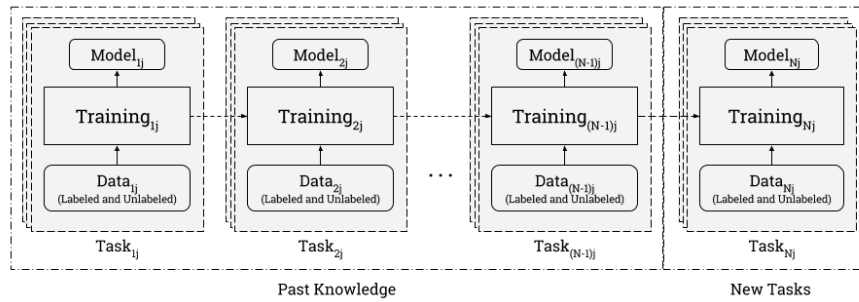 Model1j Model2j Model(N-1)j ModelNj
Training1j Training2j Training(N-1)j TrainingNj
Data1j Data2j Data(N-1)j DataNj
(Labeled and Unlabeled) (Labeled and Unlabeled) (Labeled and Unlabeled) (Labeled and Unlabeled)
...
Task1j Task2j Task(N-1)j TaskNj
Past Knowledge New Tasks